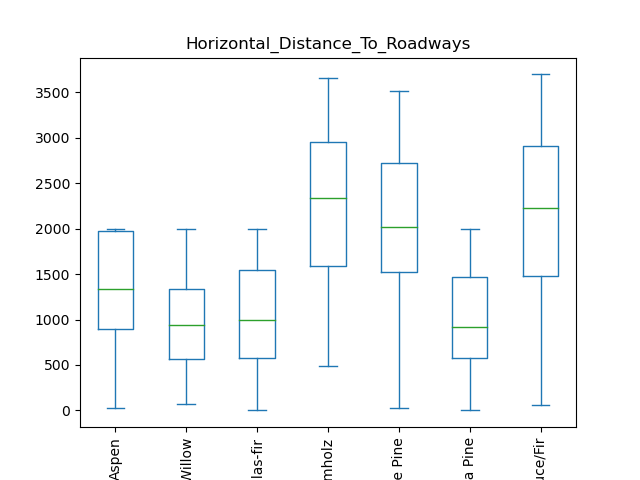 Horizontal_Distance_To_Roadways
3500
3000
2500
2000
1500
1000
500
0
Aspen
Willow
las-fir
mholz
e Pine
a Pine
uce/Fir